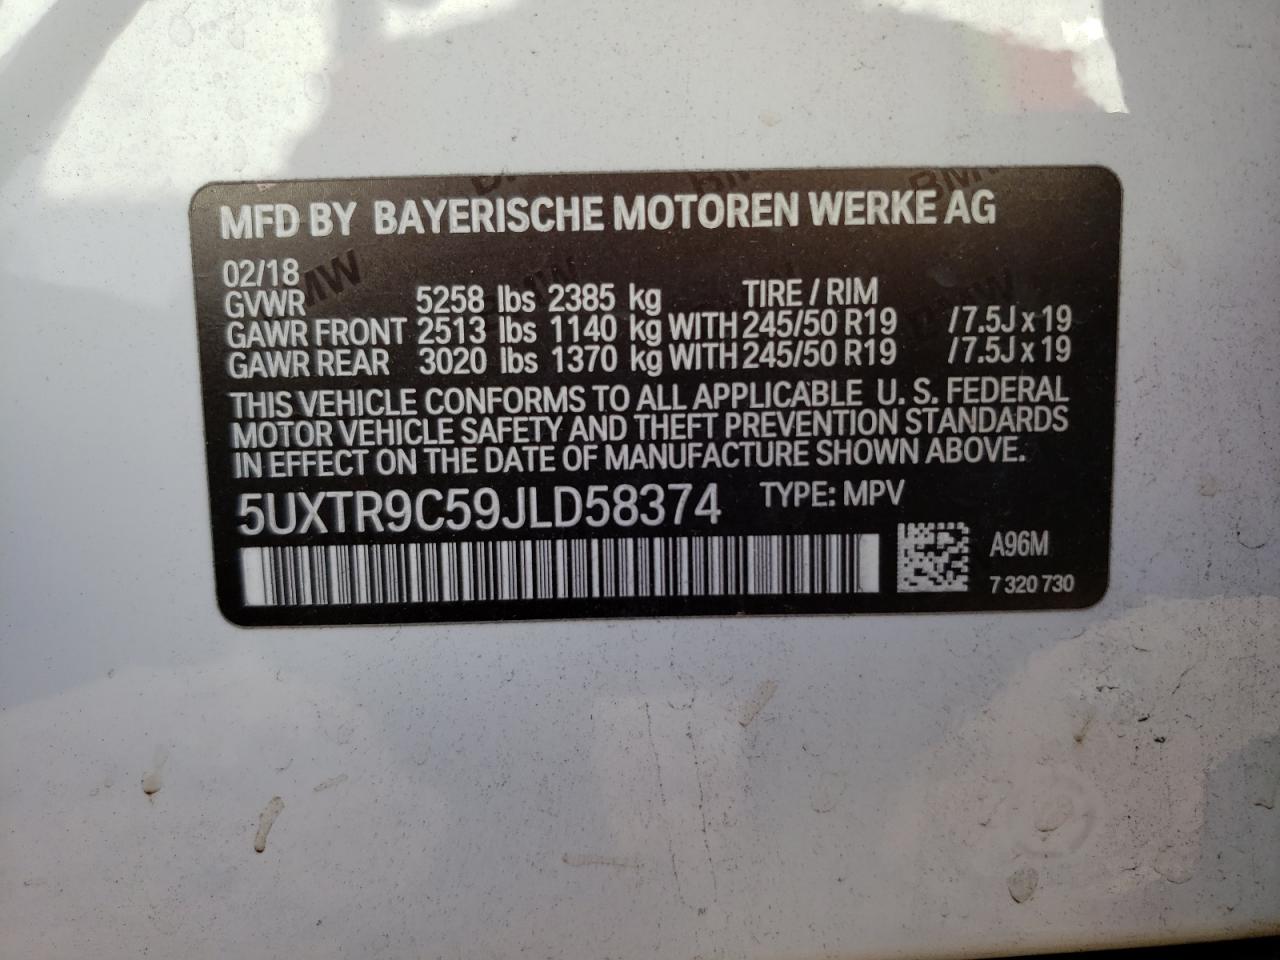 MFD BY BAYERISCHE MOTOREN WERKE AG
02/18
GVWR 5258 lbs 2385 kg TIRE / RIM
GAWR FRONT 2513 lbs 1140 kg WITH 245/50 R19 /7.5J x 19
GAWR REAR 3020 lbs 1370 kg WITH 245/50 R19 /7.5J x 19
THIS VEHICLE CONFORMS TO ALL APPLICABLE U. S. FEDERAL
MOTOR VEHICLE SAFETY AND THEFT PREVENTION STANDARDS
IN EFFECT ON THE DATE OF MANUFACTURE SHOWN ABOVE.
5UXTR9C59JLD58374 TYPE: MPV
A96M
7 320 730